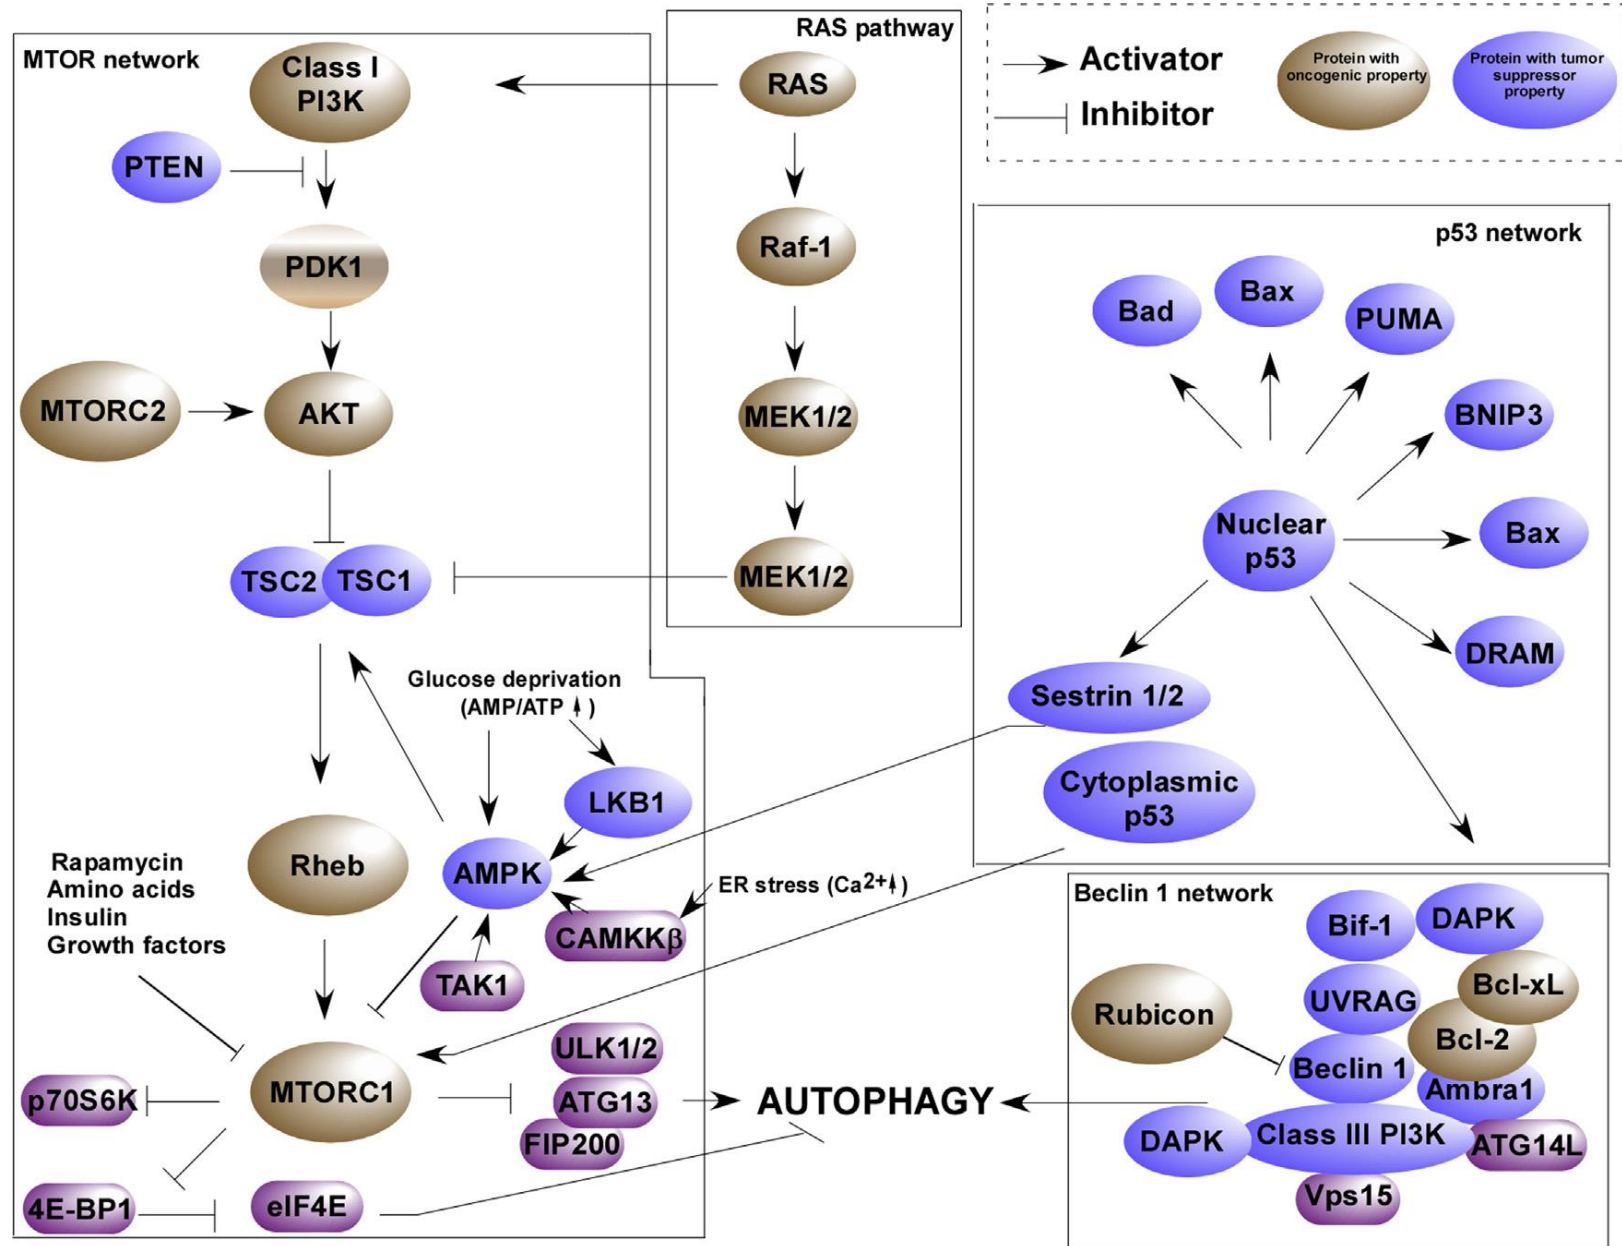 MTOR network
Class I
PI3K
PTEN
PDK1
MTORC2
AKT
TSC2
TSC1
Glucose deprivation
(AMP/ATP )
LKB1
Rheb
AMPK
Rapamycin
Amino acids
Insulin
Growth factors
ER stress (Ca2+ )
CAMKKβ
TAK1
MTORC1
ULK1/2
ATG13
FIP200
p70S6K
4E-BP1
eIF4E
RAS pathway
RAS
Raf-1
MEK1/2
MEK1/2
Activator
Inhibitor
Protein with
oncogenic property
Protein with tumor
suppressor
property
p53 network
Bad
Bax
PUMA
BNIP3
Nuclear
p53
Bax
DRAM
Sestrin 1/2
Cytoplasmic
p53
AUTOPHAGY
Beclin 1 network
Bif-1
DAPK
Bcl-xL
UVRAG
Rubicon
Bcl-2
Beclin 1
Ambra1
DAPK
Class III PI3K
ATG14L
Vps15